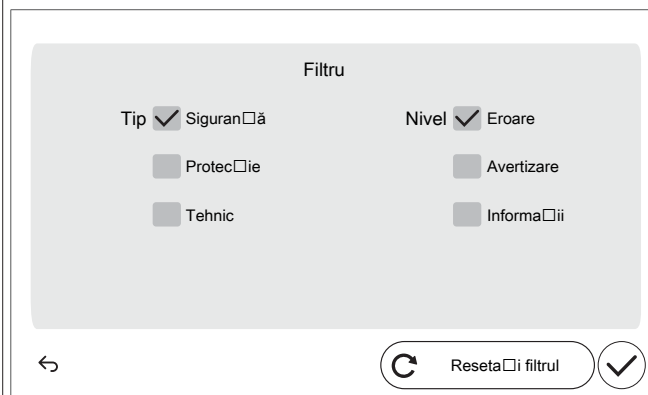 Filtru
Tip Siguran□ă Nivel Eroare
Protec□ie Avertizare
Tehnic Informa□ii
Reseta□i filtrul